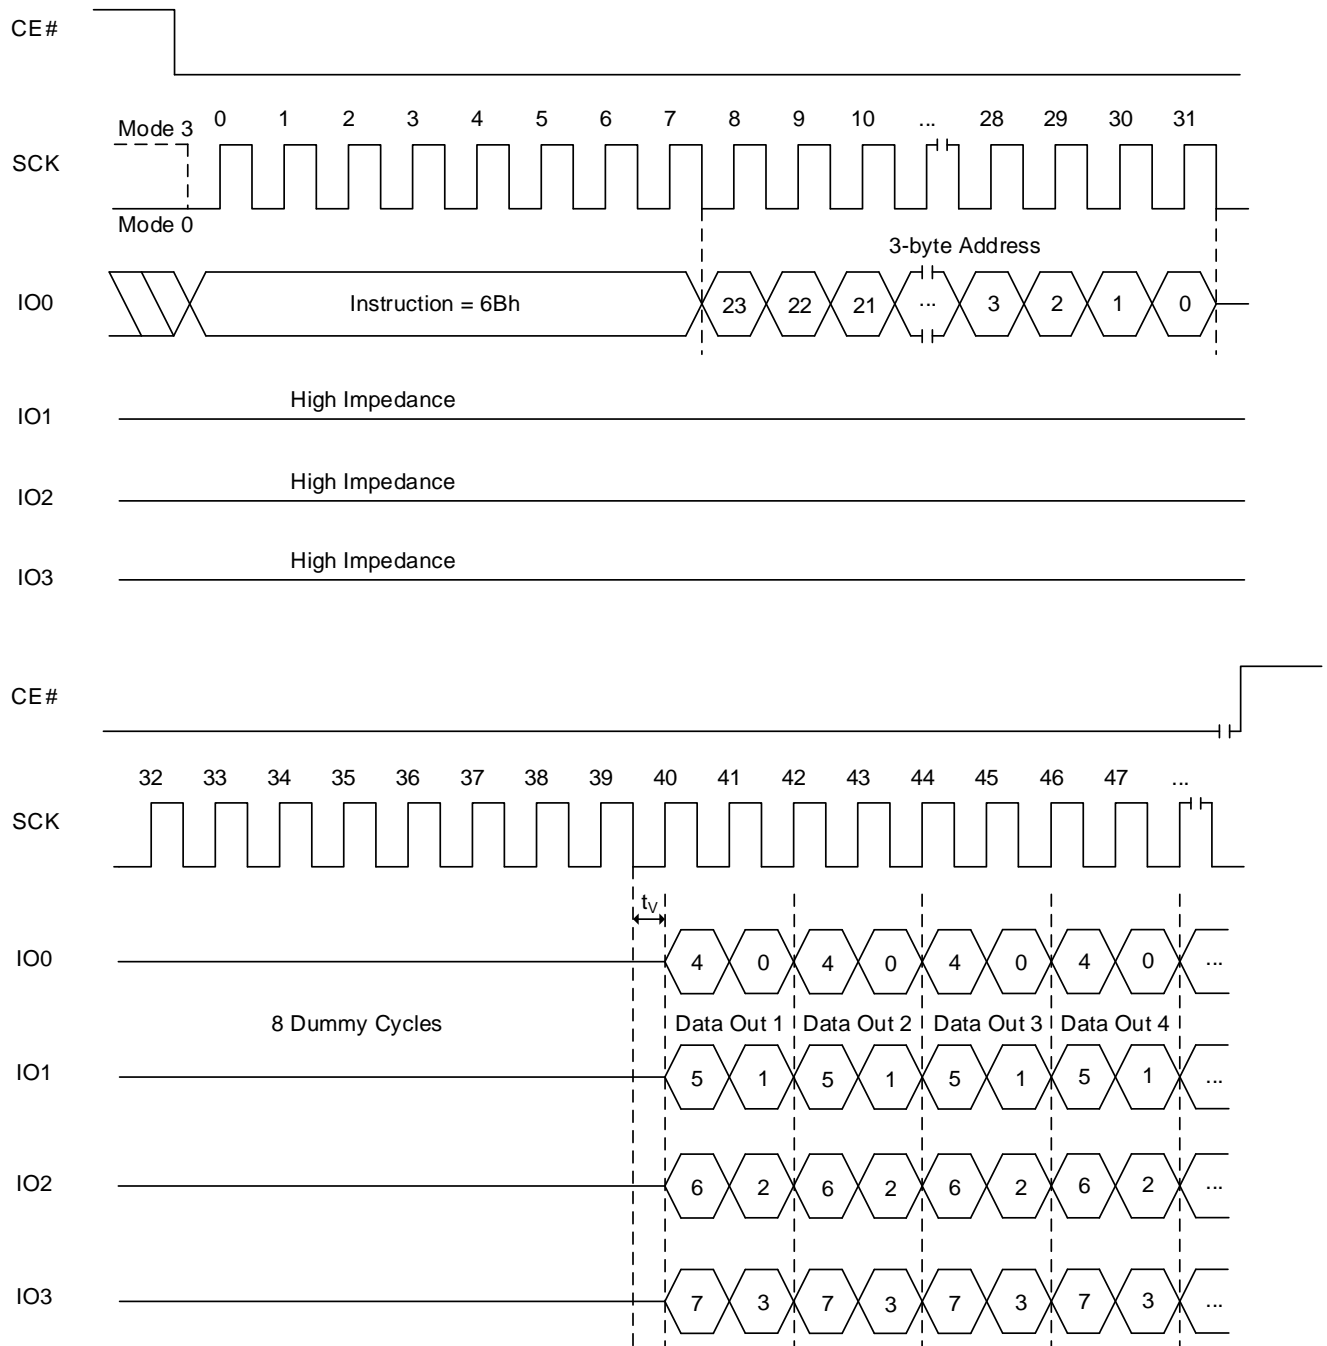 CE#
Mode 3 0 1 2 3 4 5 6 7 8 9 10 ... 28 29 30 31
SCK
Mode 0
3-byte Address
IO0 Instruction = 6Bh 23 22 21 ... 3 2 1 0
High Impedance
IO1
High Impedance
IO2
High Impedance
IO3
CE#
32 33 34 35 36 37 38 39 40 41 42 43 44 45 46 47 ...
SCK
tV
IO0 4 0 4 0 4 0 4 0 ...
8 Dummy Cycles Data Out 1 Data Out 2 Data Out 3 Data Out 4
IO1 5 1 5 1 5 1 5 1 ...
IO2 6 2 6 2 6 2 6 2 ...
IO3 7 3 7 3 7 3 7 3 ...